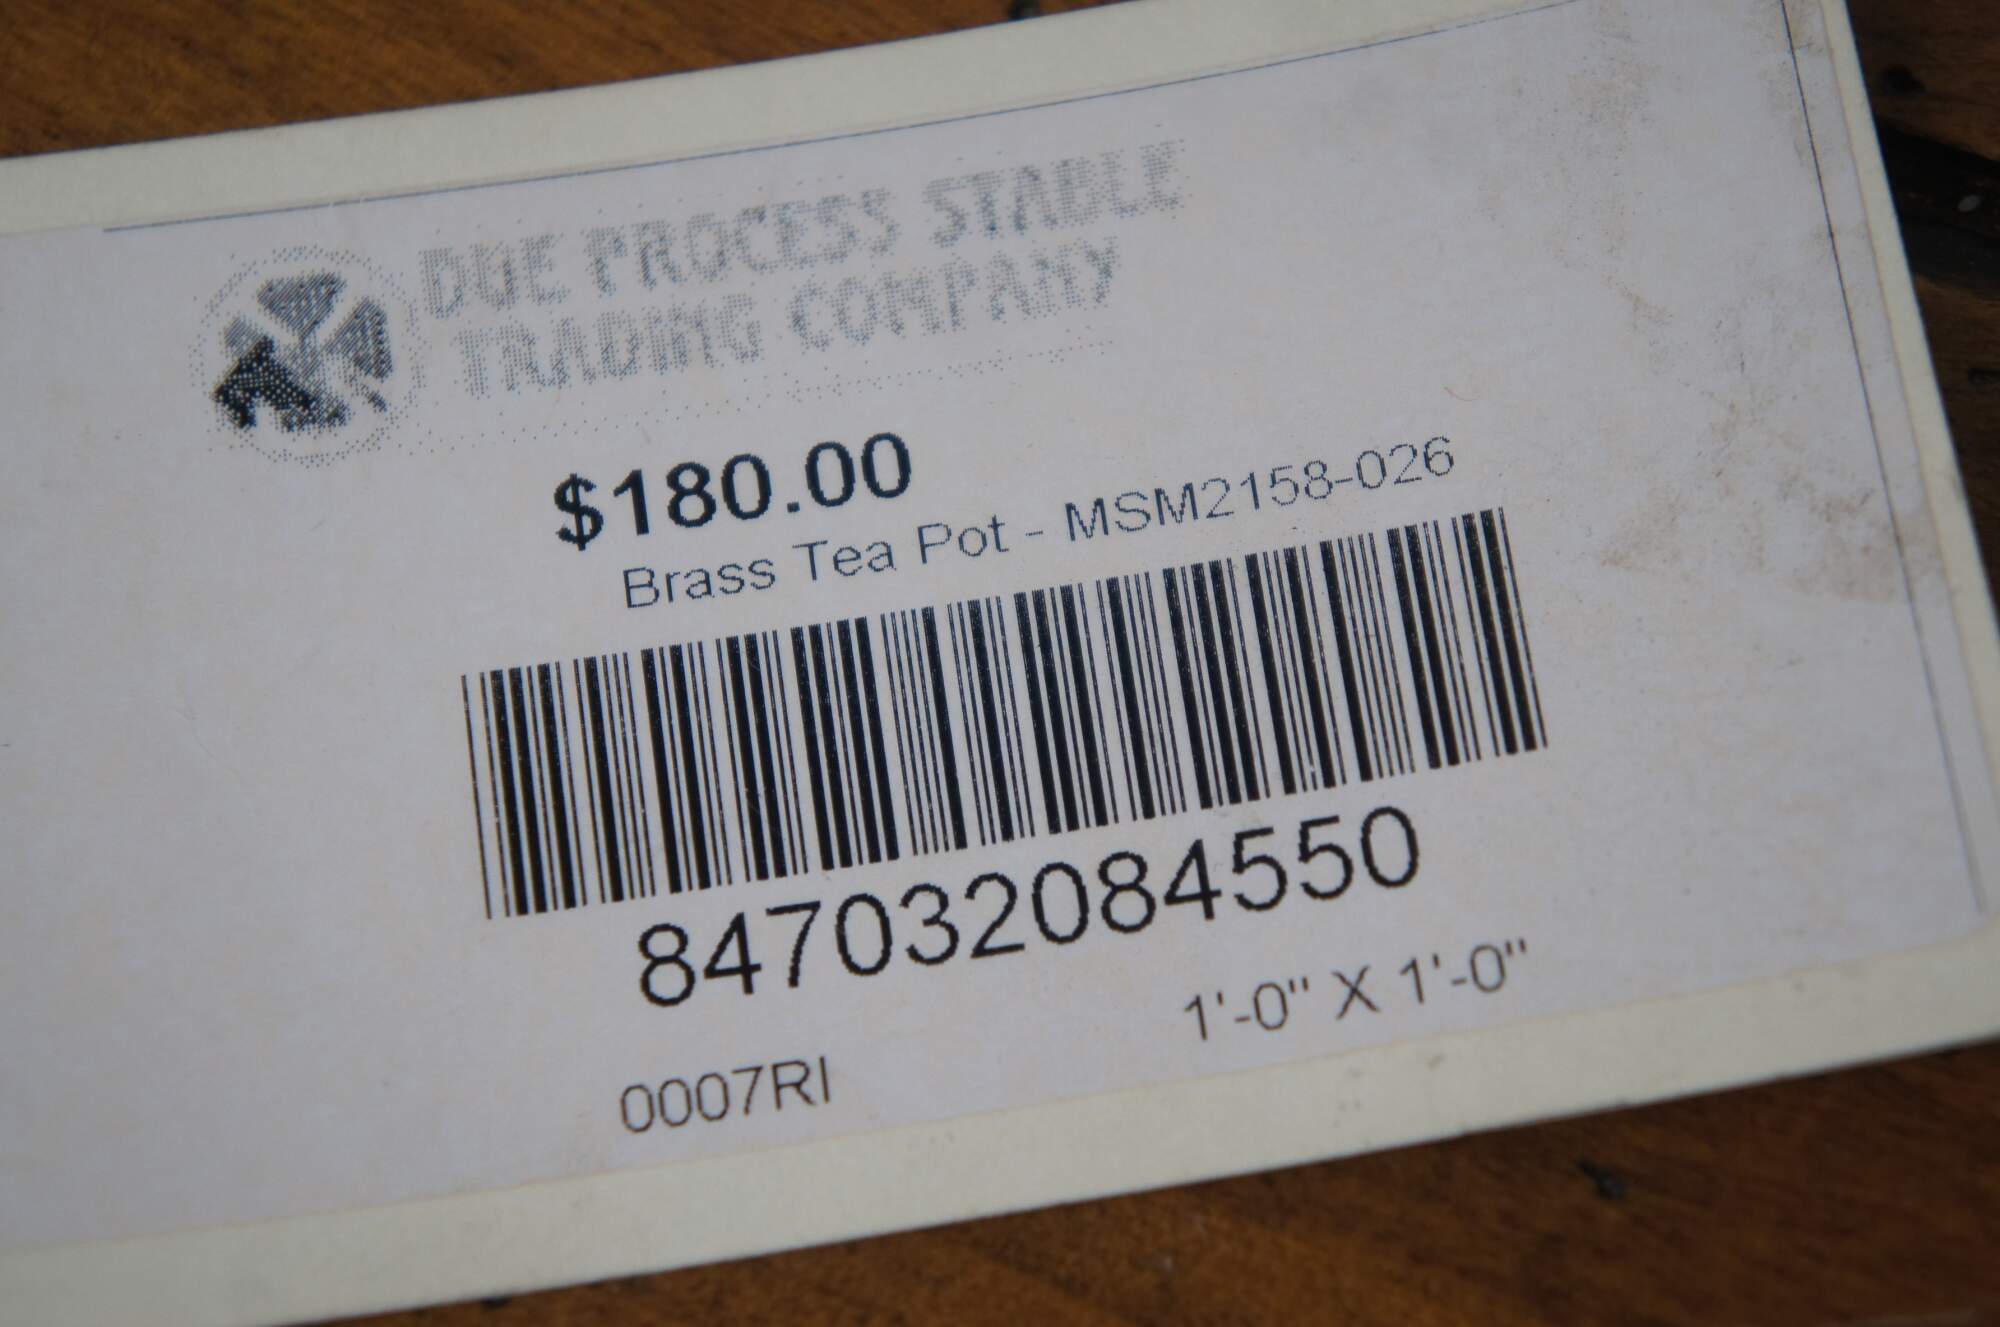 DUE PROCESS STABLE
TRADING COMPANY
$180.00
Brass Tea Pot - MSM2158-026
847032084550
1'-0" X 1'-0"
0007RI